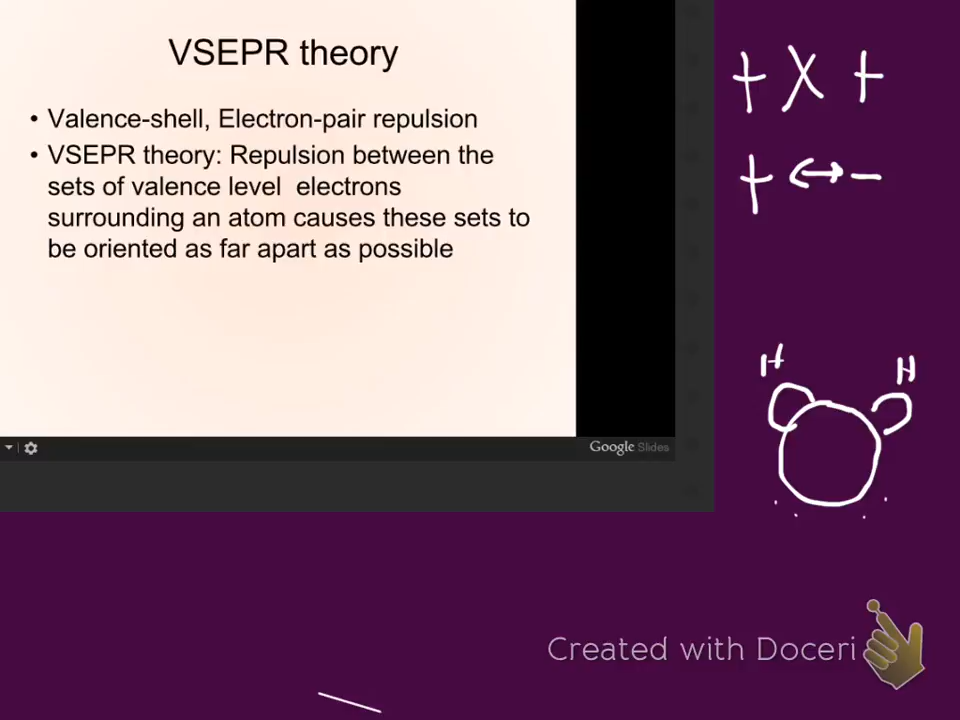 VSEPR theory
• Valence-shell, Electron-pair repulsion
• VSEPR theory: Repulsion between the
sets of valence level electrons
surrounding an atom causes these sets to
be oriented as far apart as possible
Google Slides
+ X +
+ ↔ -
H H
Created with Doceri